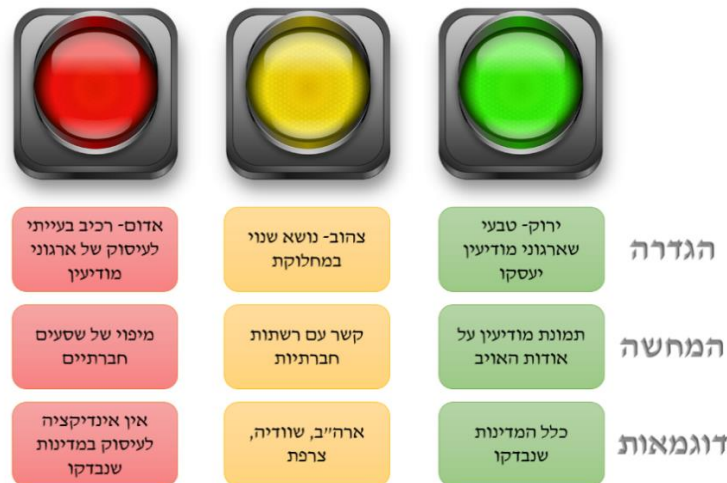 הגדרה
ירוק- טבעי
שארגוני מודיעין
יעסקו
צהוב- נושא שנוי
במחלוקת
אדום- רכיב בעייתי
לעיסוק של ארגוני
מודיעין
המחשה
תמונת מודיעין על
אודות האויב
קשר עם רשתות
חברתיות
מיפוי של שסעים
חברתיים
דוגמאות
כלל המדינות
שנבדקו
ארה״ב, שוודיה,
צרפת
אין אינדיקציה
לעיסוק במדינות
שנבדקו